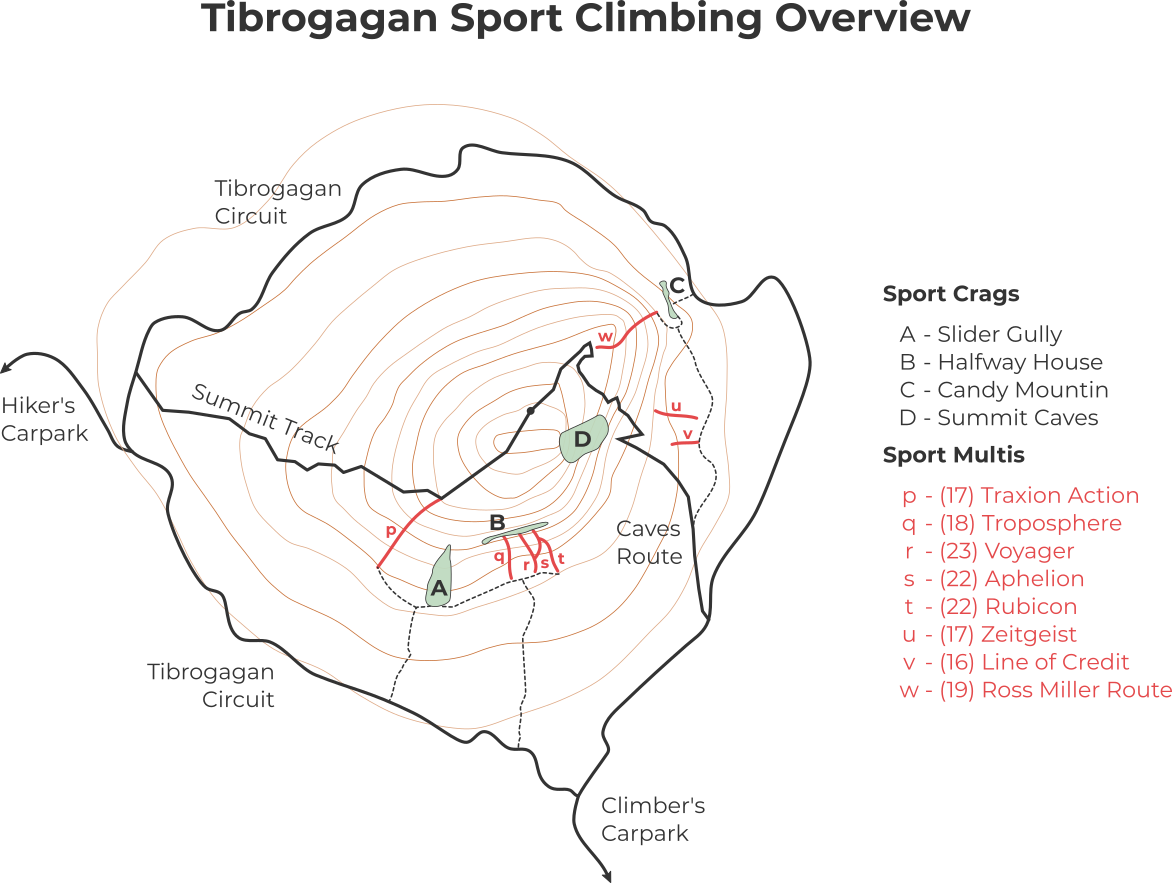 Tibrogagan Sport Climbing Overview
Tibrogagan
Circuit
C
w
Hiker's
Carpark
Summit Track
u
v
D
p
B
q
r
s
t
A
Caves
Route
Tibrogagan
Circuit
Climber's
Carpark
Sport Crags
A - Slider Gully
B - Halfway House
C - Candy Mountin
D - Summit Caves
Sport Multis
p - (17) Traxion Action
q - (18) Troposphere
r - (23) Voyager
s - (22) Aphelion
t - (22) Rubicon
u - (17) Zeitgeist
v - (16) Line of Credit
w - (19) Ross Miller Route